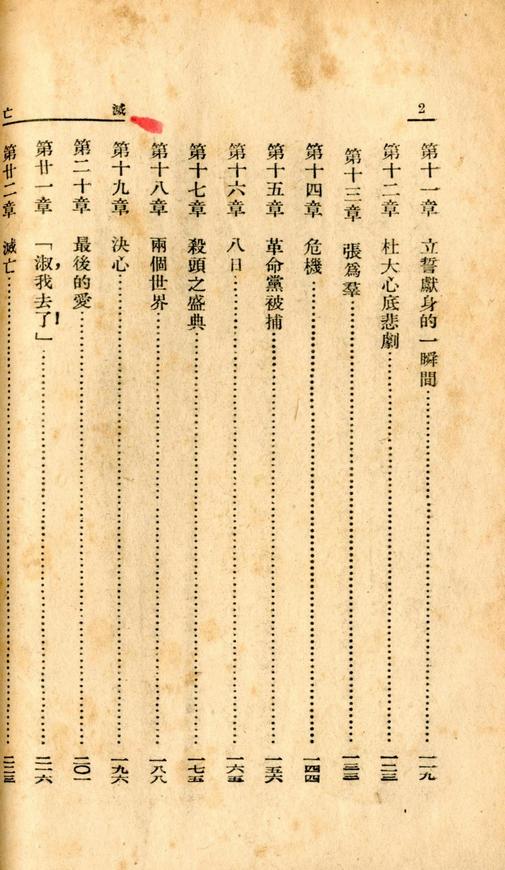 2
滅亡
第十一章 立誓獻身的一瞬間……一一九
第十二章 杜大心底悲劇……一二三
第十三章 張爲羣……一三三
第十四章 危機……一四四
第十五章 革命黨被捕……一五六
第十六章 八日……一六五
第十七章 殺頭之盛典……一七五
第十八章 兩個世界……一八八
第十九章 決心……一九六
第二十章 最後的愛……二〇一
第廿一章 「淑，我去了！」……二一六
第廿二章 滅亡……二二三